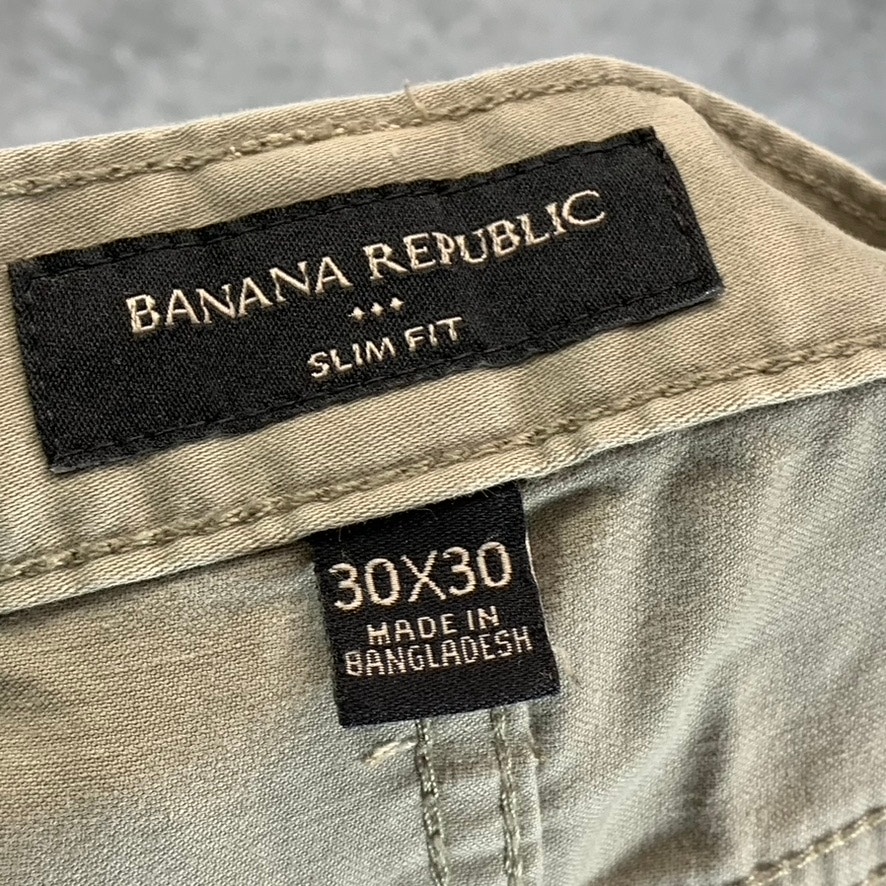 BANANA REPUBLIC
SLIM FIT
30X30
MADE IN
BANGLADESH